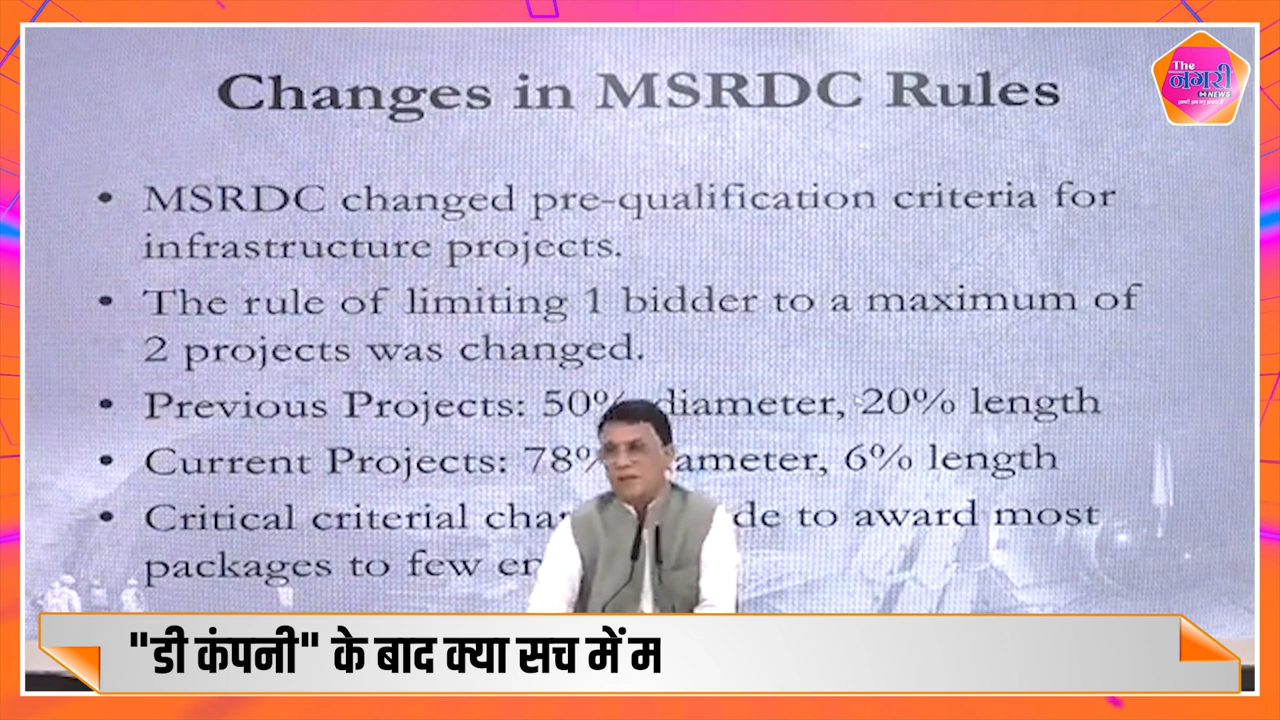 Changes in MSRDC Rules
The
नगरी
NEWS
• MSRDC changed pre-qualification criteria for
infrastructure projects.
• The rule of limiting 1 bidder to a maximum of
2 projects was changed.
• Previous Projects: 50% diameter, 20% length
• Current Projects: 78% ameter, 6% length
• Critical criterial cha de to award most
packages to few en
"डी कंपनी" के बाद क्या सच में म